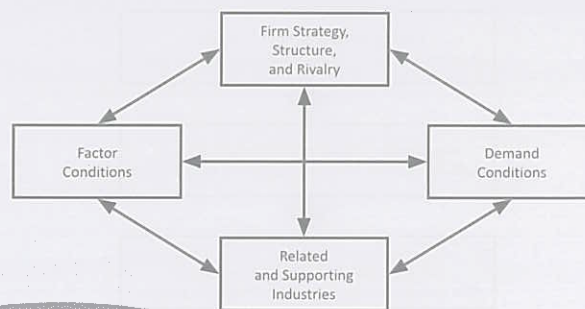 Firm Strategy,
Structure,
and Rivalry
Factor
Conditions
Demand
Conditions
Related
and Supporting
Industries